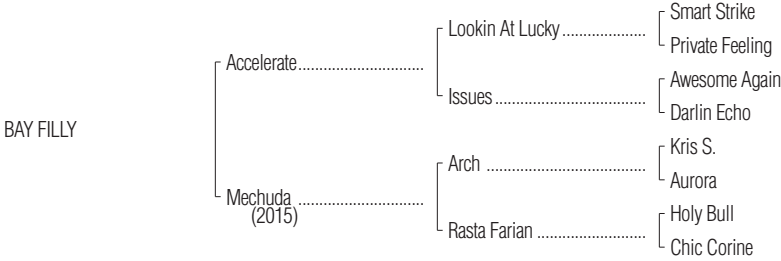 Smart Strike
Lookin At Lucky
Private Feeling
Accelerate
Awesome Again
Issues
Darlin Echo
BAY FILLY
Kris S.
Arch
Aurora
Mechuda
(2015)
Holy Bull
Rasta Farian
Chic Corine